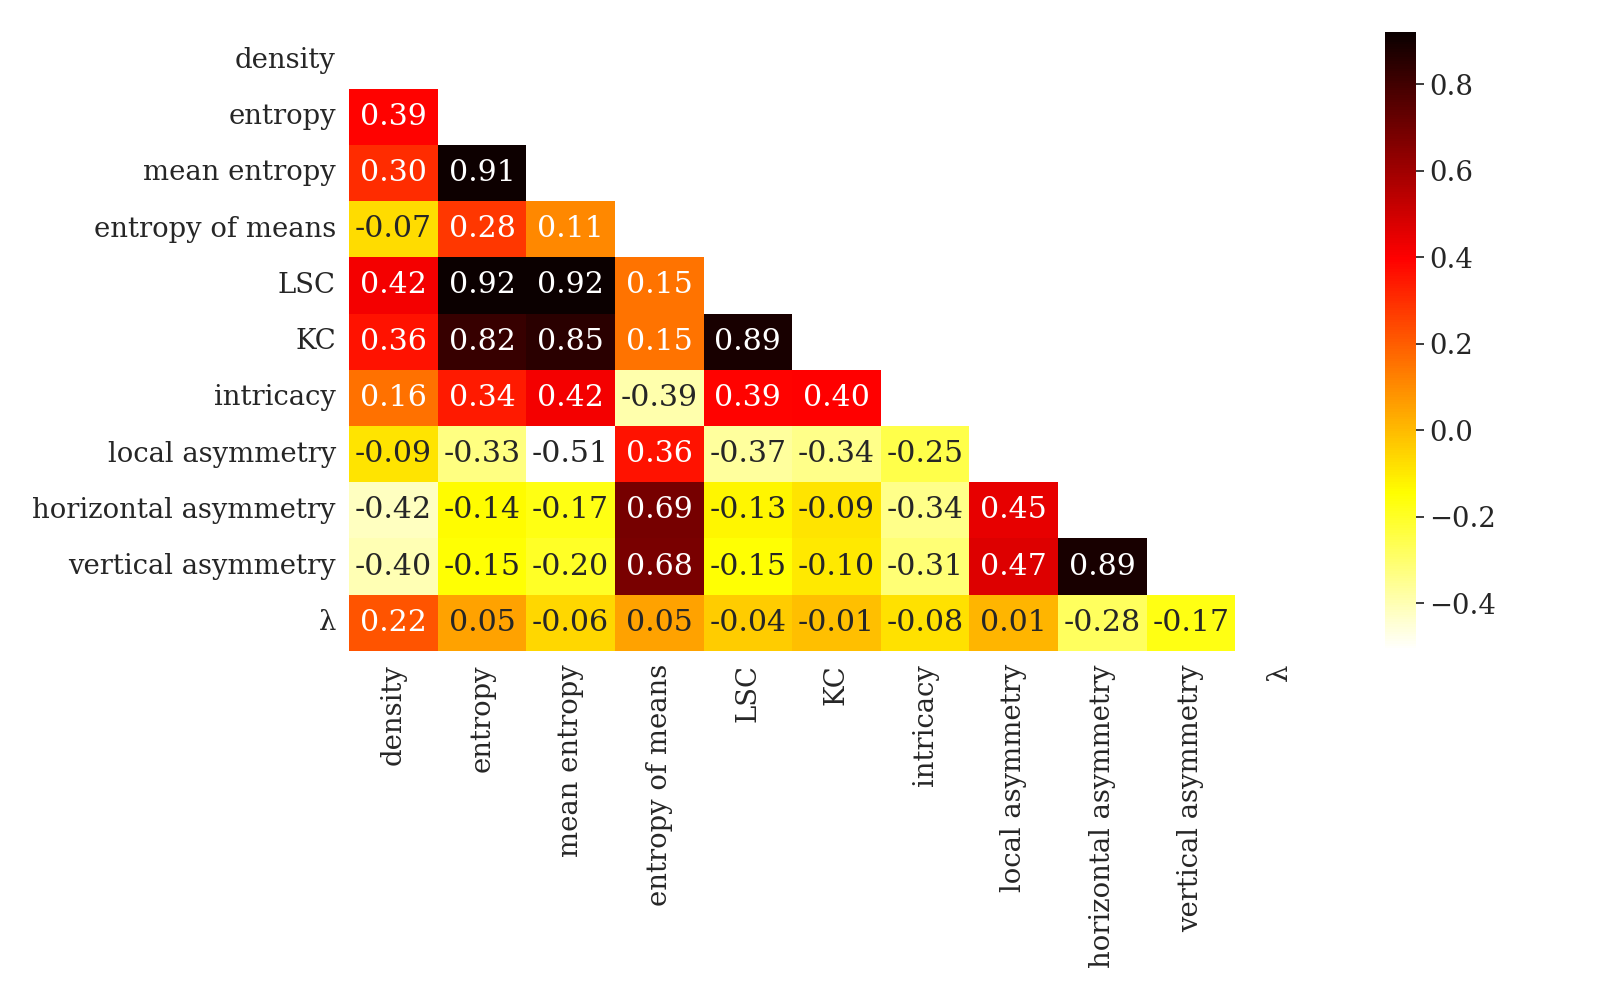 density
entropy 0.39
mean entropy 0.30 0.91
entropy of means -0.07 0.28 0.11
LSC 0.42 0.92 0.92 0.15
KC 0.36 0.82 0.85 0.15 0.89
intricacy 0.16 0.34 0.42 -0.39 0.39 0.40
local asymmetry -0.09 -0.33 -0.51 0.36 -0.37 -0.34 -0.25
horizontal asymmetry -0.42 -0.14 -0.17 0.69 -0.13 -0.09 -0.34 0.45
vertical asymmetry -0.40 -0.15 -0.20 0.68 -0.15 -0.10 -0.31 0.47 0.89
λ 0.22 0.05 -0.06 0.05 -0.04 -0.01 -0.08 0.01 -0.28 -0.17
density
entropy
mean entropy
entropy of means
LSC
KC
intricacy
local asymmetry
horizontal asymmetry
vertical asymmetry
λ
0.8
0.6
0.4
0.2
0.0
−0.2
−0.4